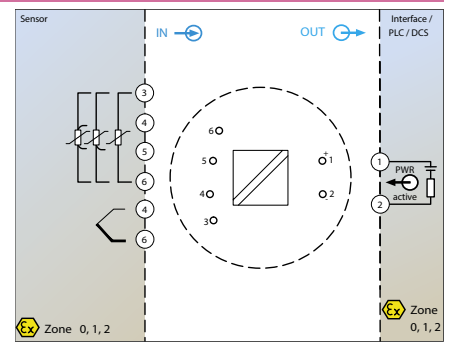 Sensor
IN
OUT
Interface /
PLC / DCS
3
4
5
6
4
6
6
5
4
3
+
1
2
-
1
PWR
active
2
Ex Zone 0, 1, 2
Ex Zone
0, 1, 2